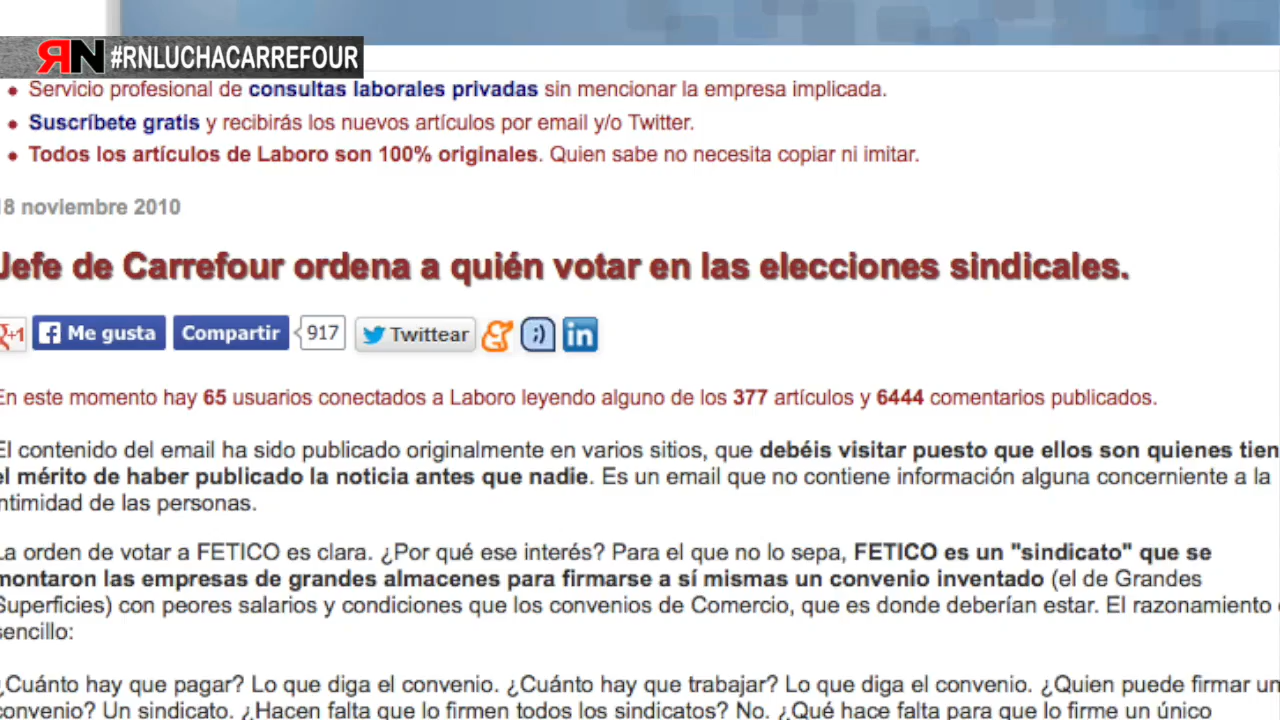 RN #RNLUCHACARREFOUR
Servicio profesional de consultas laborales privadas sin mencionar la empresa implicada.
Suscríbete gratis y recibirás los nuevos artículos por email y/o Twitter.
Todos los artículos de Laboro son 100% originales. Quien sabe no necesita copiar ni imitar.
18 noviembre 2010
Jefe de Carrefour ordena a quién votar en las elecciones sindicales.
+1 Me gusta Compartir 917 Twittear ;) in
En este momento hay 65 usuarios conectados a Laboro leyendo alguno de los 377 artículos y 6444 comentarios publicados.
El contenido del email ha sido publicado originalmente en varios sitios, que debéis visitar puesto que ellos son quienes tien
el mérito de haber publicado la noticia antes que nadie. Es un email que no contiene información alguna concerniente a la
intimidad de las personas.
La orden de votar a FETICO es clara. ¿Por qué ese interés? Para el que no lo sepa, FETICO es un "sindicato" que se
montaron las empresas de grandes almacenes para firmarse a sí mismas un convenio inventado (el de Grandes
Superficies) con peores salarios y condiciones que los convenios de Comercio, que es donde deberían estar. El razonamiento
sencillo:
¿Cuánto hay que pagar? Lo que diga el convenio. ¿Cuánto hay que trabajar? Lo que diga el convenio. ¿Quien puede firmar un
convenio? Un sindicato. ¿Hacen falta que lo firmen todos los sindicatos? No. ¿Qué hace falta para que lo firme un único